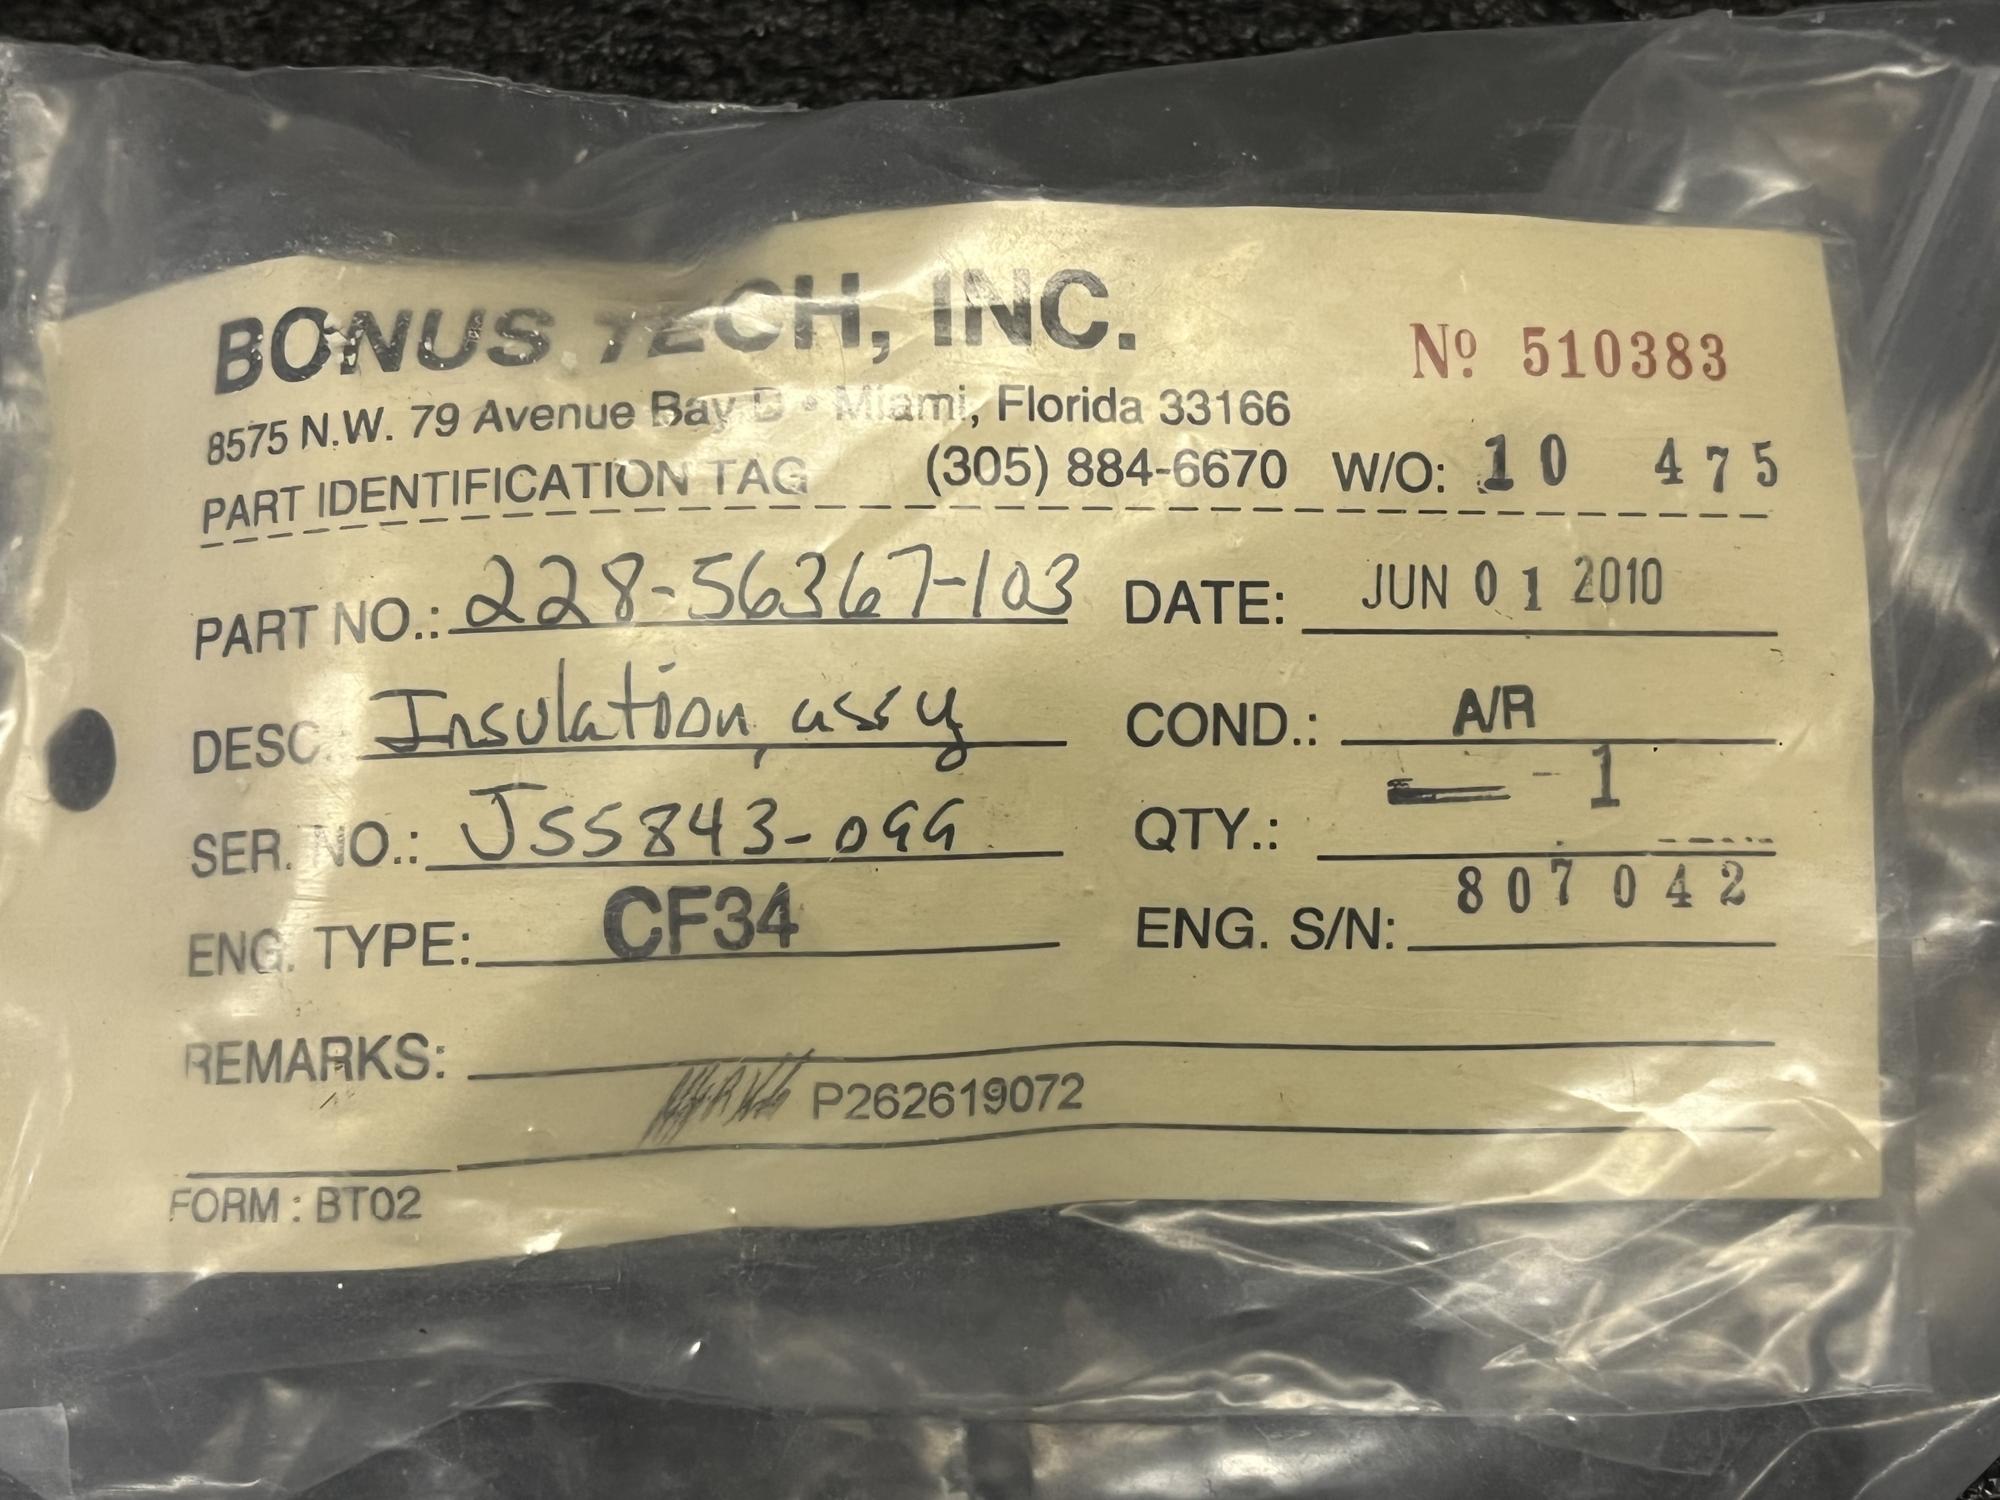 BONUS TECH, INC.
Nº 510383
8575 N.W. 79 Avenue Bay D • Miami, Florida 33166
PART IDENTIFICATION TAG (305) 884-6670 W/O: 10 475
PART NO.: 228-56367-103 DATE: JUN 01 2010
DESC. Insulation, assy COND.: A/R
SER. NO.: JSS843-099 QTY.: - 1
ENG. TYPE: CF34 ENG. S/N: 807042
REMARKS:
P262619072
FORM : BT02